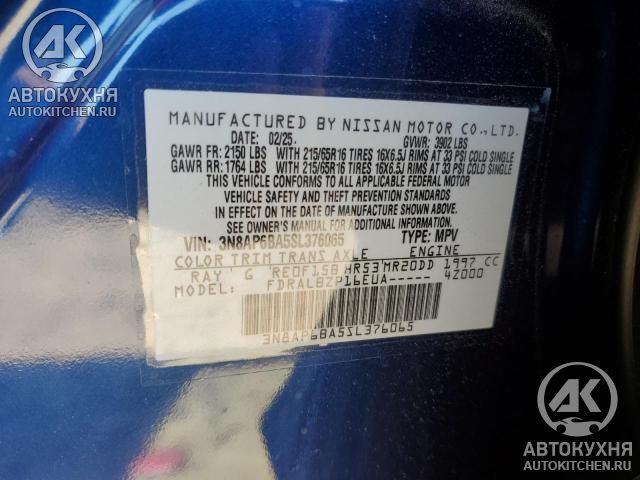 АК
АВТОКУХНЯ
AUTOKITCHEN.RU
MANUFACTURED BY NISSAN MOTOR CO., LTD.
DATE: 02/25. GVWR: 3902 LBS
GAWR FR: 2150 LBS WITH 215/65R16 TIRES 16X6.5J RIMS AT 33 PSI COLD SINGLE
GAWR RR: 1764 LBS WITH 215/65R16 TIRES 16X6.5J RIMS AT 33 PSI COLD SINGLE
THIS VEHICLE CONFORMS TO ALL APPLICABLE FEDERAL MOTOR
VEHICLE SAFETY AND THEFT PREVENTION STANDARDS
IN EFFECT ON THE DATE OF MANUFACTURE SHOWN ABOVE.
SEE OWNER'S MANUAL FOR ADDITIONAL INFORMATION.
VIN: 3N8AP6BA5SL376065 TYPE: MPV
COLOR TRIM TRANS AXLE ENGINE
RAY G RE0F15B HR53 MR20DD 1997 CC
MODEL FDRALBZP16EUA----- 42000
3N8AP6BA5SL376065
АК
АВТОКУХНЯ
AUTOKITCHEN.RU